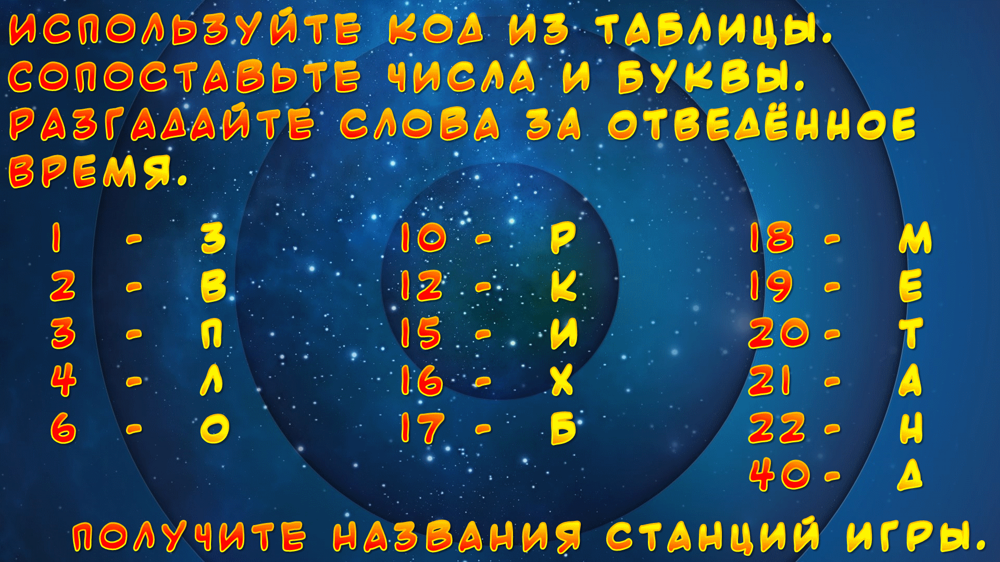 ИСПОЛЬЗУЙТЕ КОД ИЗ ТАБЛИЦЫ.
СОПОСТАВЬТЕ ЧИСЛА И БУКВЫ.
РАЗГАДАЙТЕ СЛОВА ЗА ОТВЕДЁННОЕ
ВРЕМЯ.
1 - З 10 - Р 18 - М
2 - В 12 - К 19 - Е
3 - П 15 - И 20 - Т
4 - Л 16 - Х 21 - А
6 - О 17 - Б 22 - Н
40 - Д
ПОЛУЧИТЕ НАЗВАНИЯ СТАНЦИЙ ИГРЫ.